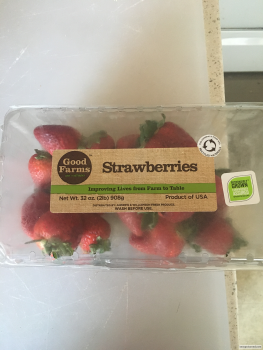 Good
Farms
Strawberries
Improving Lives from Farm to Table
Net Wt. 32 oz. (2lb) 908g
Product of USA
WASH BEFORE USE
GROWN